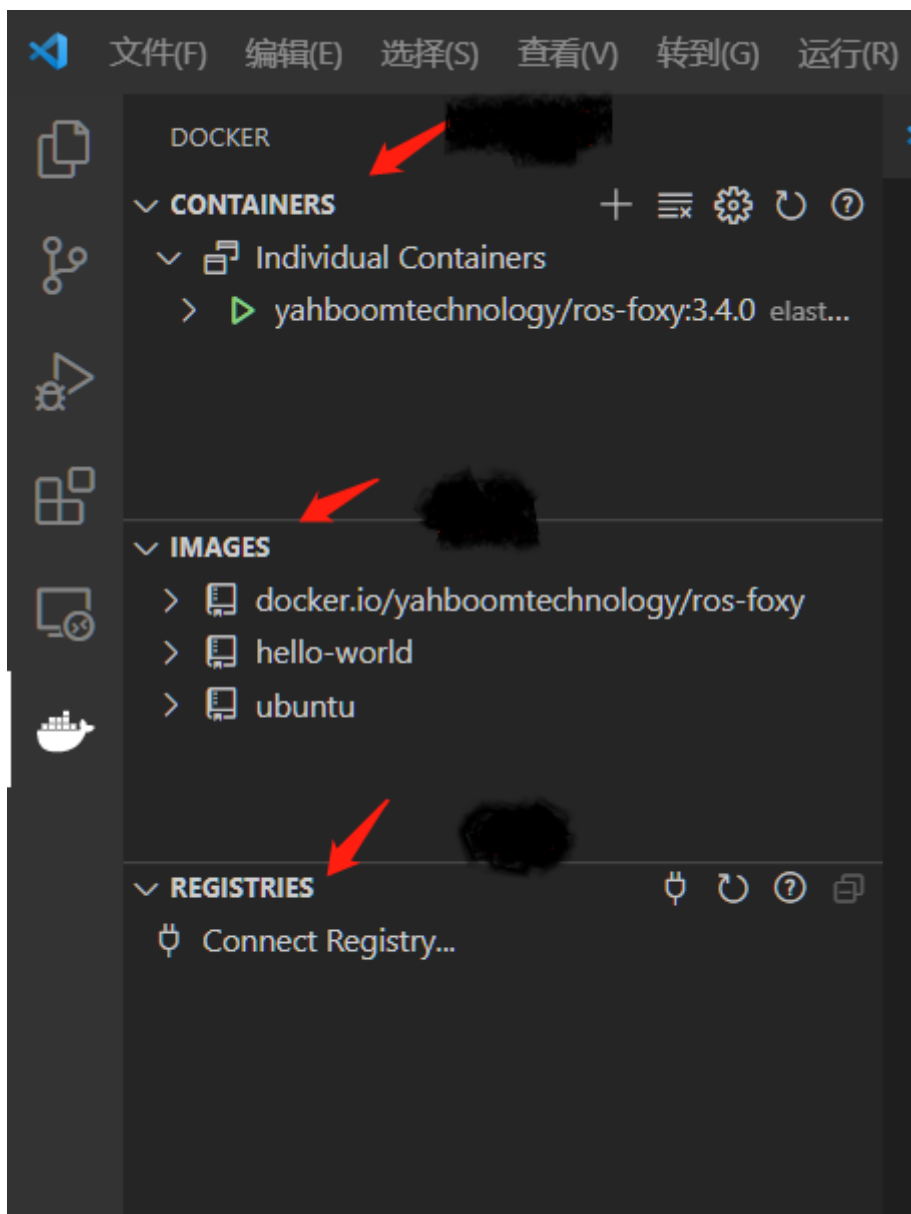 文件(F) 编辑(E) 选择(S) 查看(V) 转到(G) 运行(R)
DOCKER
CONTAINERS
Individual Containers
yahboomtechnology/ros-foxy:3.4.0 elast...
IMAGES
docker.io/yahboomtechnology/ros-foxy
hello-world
ubuntu
REGISTRIES
Connect Registry...